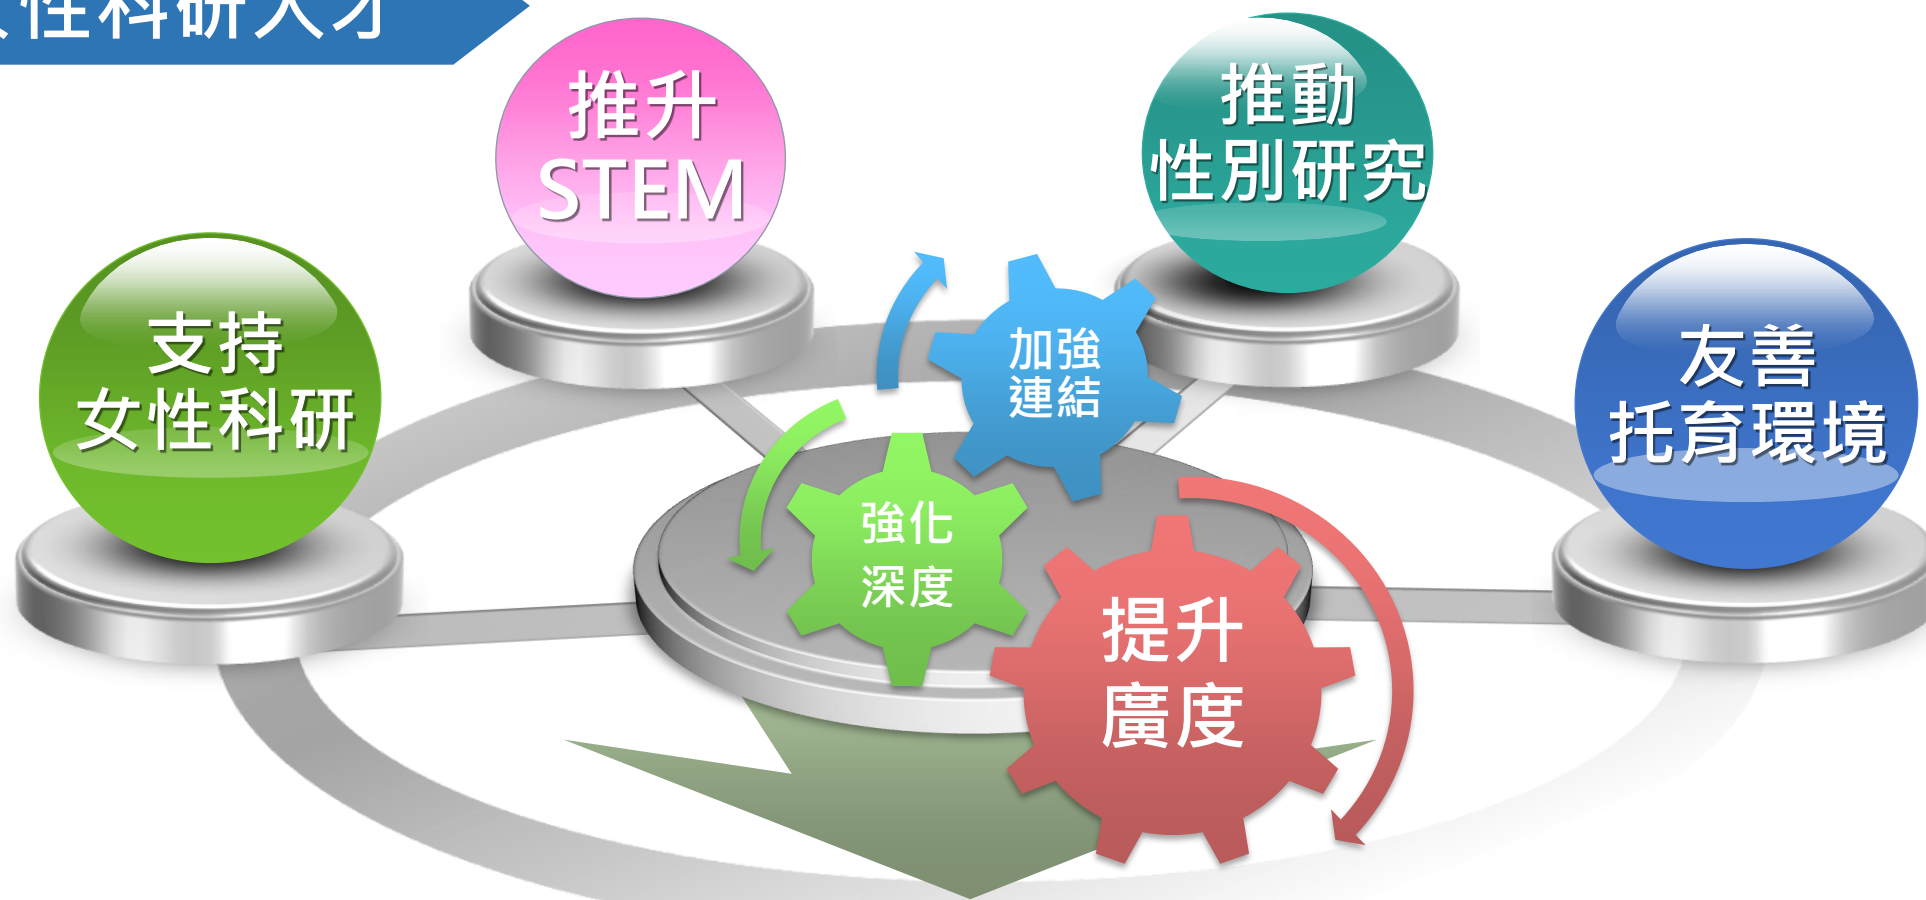 性科研人才
推升
STEM
推動
性別研究
支持
女性科研
友善
托育環境
加強
連結
強化
深度
提升
廣度